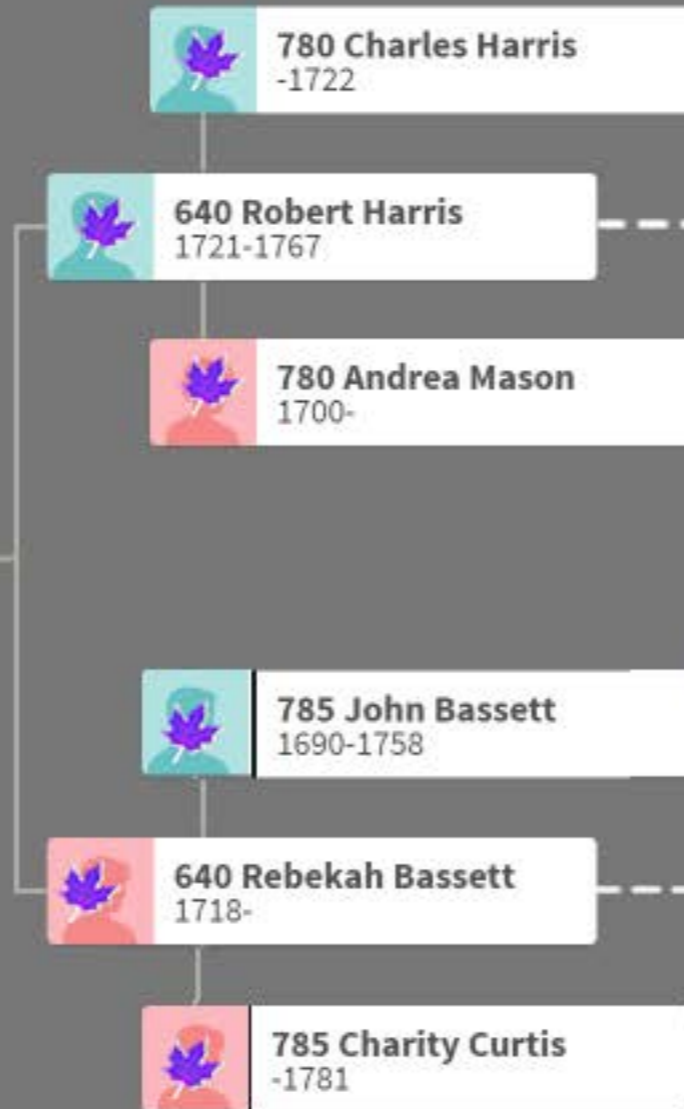 780 Charles Harris
-1722
640 Robert Harris
1721-1767
780 Andrea Mason
1700-
785 John Bassett
1690-1758
640 Rebekah Bassett
1718-
785 Charity Curtis
-1781